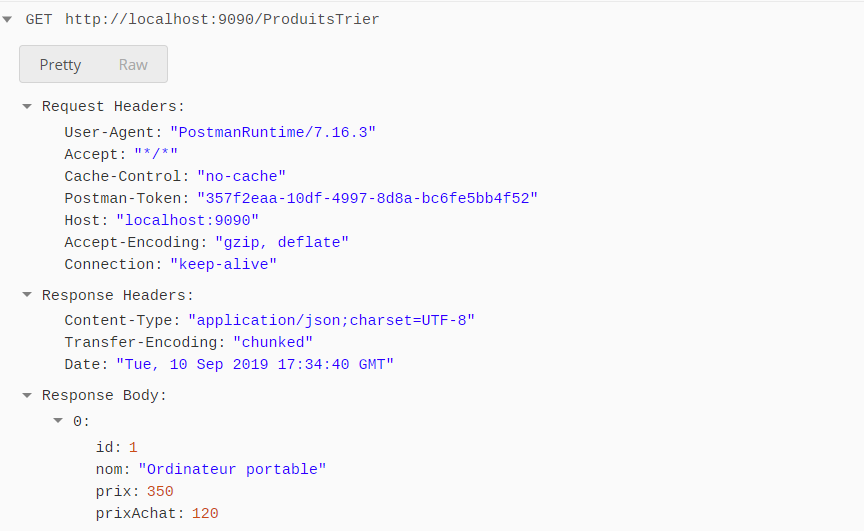 GET http://localhost:9090/ProduitsTrier
Pretty Raw
Request Headers:
User-Agent: "PostmanRuntime/7.16.3"
Accept: "*/*"
Cache-Control: "no-cache"
Postman-Token: "357f2eaa-10df-4997-8d8a-bc6fe5bb4f52"
Host: "localhost:9090"
Accept-Encoding: "gzip, deflate"
Connection: "keep-alive"
Response Headers:
Content-Type: "application/json;charset=UTF-8"
Transfer-Encoding: "chunked"
Date: "Tue, 10 Sep 2019 17:34:40 GMT"
Response Body:
0:
id: 1
nom: "Ordinateur portable"
prix: 350
prixAchat: 120